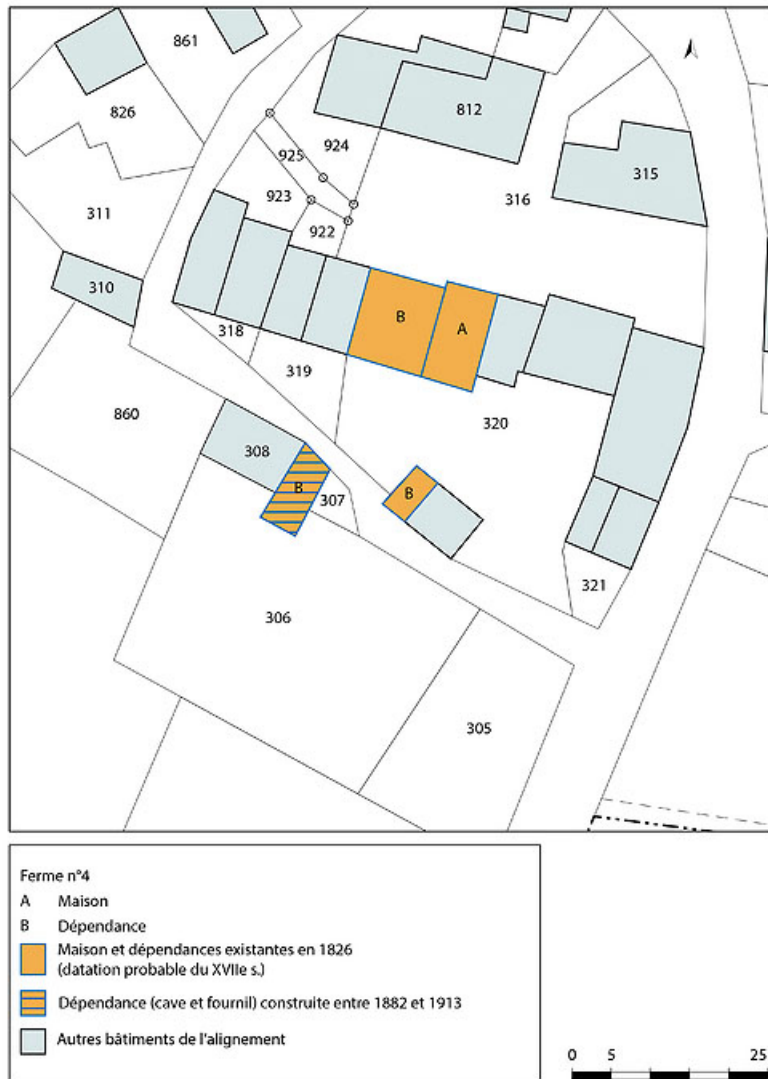 861
826
812
924
925
315
923
316
311
922
310
B
A
318
319
860
320
308
B
B
307
321
306
305
Ferme n°4
A Maison
B Dépendance
Maison et dépendances existantes en 1826
(datation probable du XVIIe s.)
Dépendance (cave et fournil) construite entre 1882 et 1913
Autres bâtiments de l'alignement
0 5 25